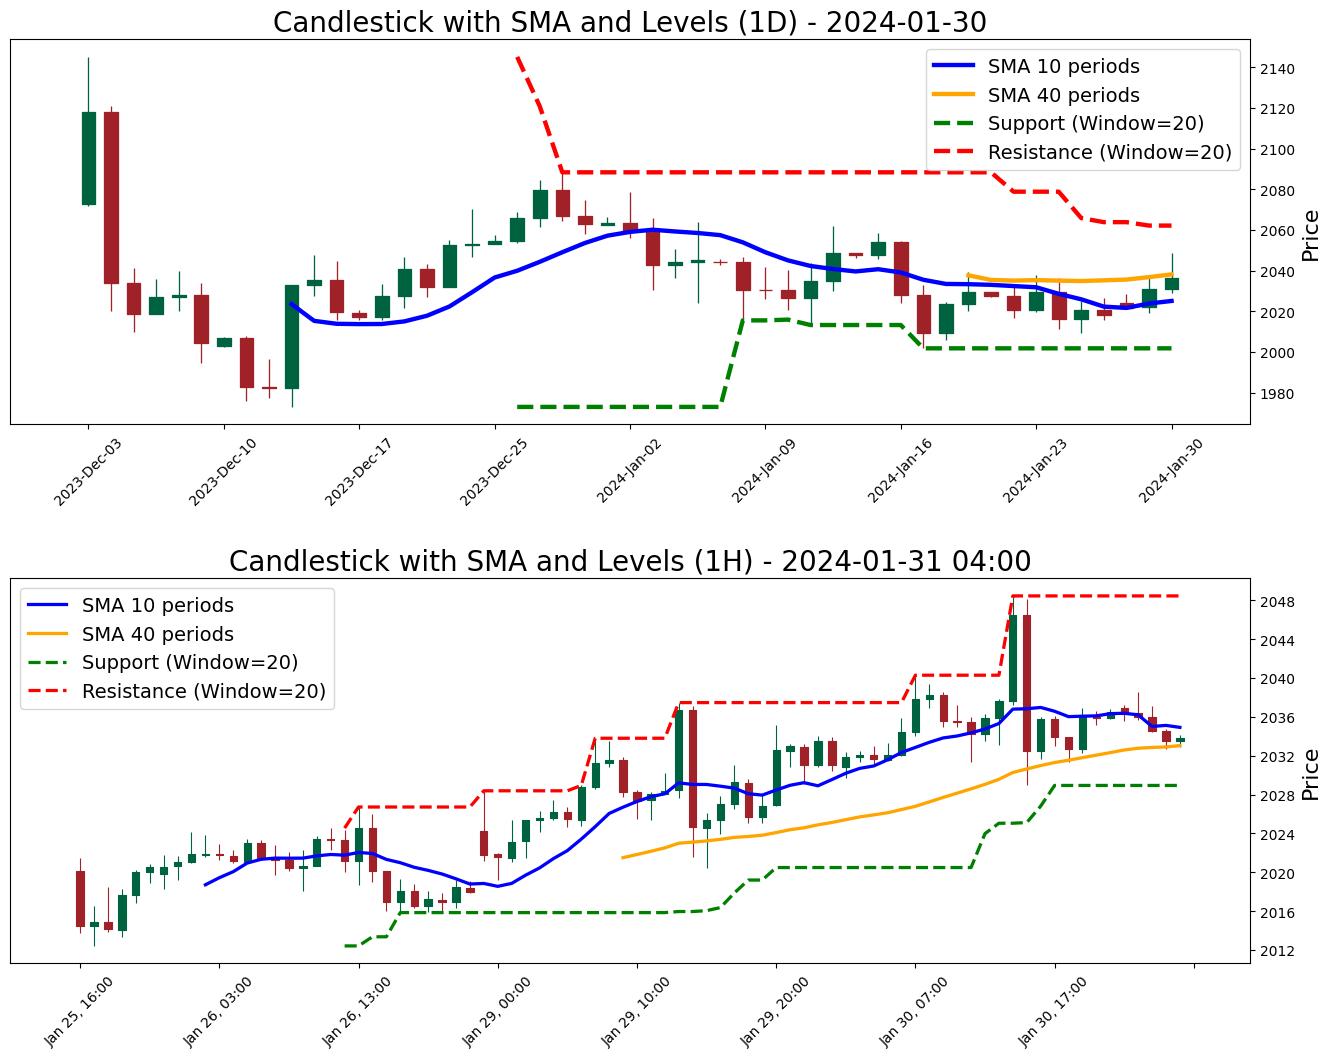 Candlestick with SMA and Levels (1D) - 2024-01-30
SMA 10 periods
SMA 40 periods
Support (Window=20)
Resistance (Window=20)
2140
2120
2100
2080
2060
2040
2020
2000
1980
Price
2023-Dec-03
2023-Dec-10
2023-Dec-17
2023-Dec-25
2024-Jan-02
2024-Jan-09
2024-Jan-16
2024-Jan-23
2024-Jan-30
Candlestick with SMA and Levels (1H) - 2024-01-31 04:00
SMA 10 periods
SMA 40 periods
Support (Window=20)
Resistance (Window=20)
2048
2044
2040
2036
2032
2028
2024
2020
2016
2012
Price
Jan 25, 16:00
Jan 26, 03:00
Jan 26, 13:00
Jan 29, 00:00
Jan 29, 10:00
Jan 29, 20:00
Jan 30, 07:00
Jan 30, 17:00